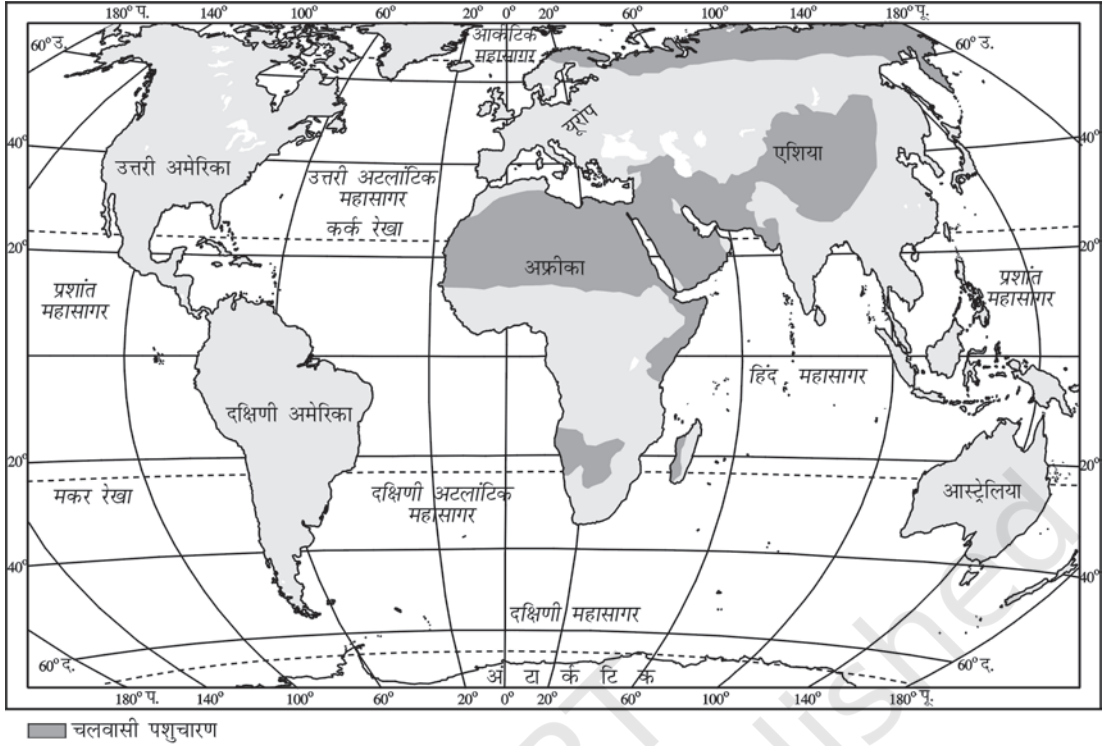 180° प. 140° 100° 60° 20° 0° 20° 60° 100° 140° 180° पू.
60° उ. 60° उ.
आर्कटिक
महासागर
यूरोप
40° 40°
एशिया
उत्तरी अमेरिका
उत्तरी अटलांटिक
महासागर
कर्क रेखा
20° 20°
अफ्रीका
प्रशांत
महासागर
प्रशांत
महासागर
हिंद महासागर
दक्षिणी अमेरिका
20° 20°
मकर रेखा
दक्षिणी अटलांटिक
महासागर
आस्ट्रेलिया
40° 40°
दक्षिणी महासागर
60° द. 60° द.
अं टा र्क टि क
180° प. 140° 100° 60° 20° 0° 20° 60° 100° 140° 180° पू.
चलवासी पशुचारण